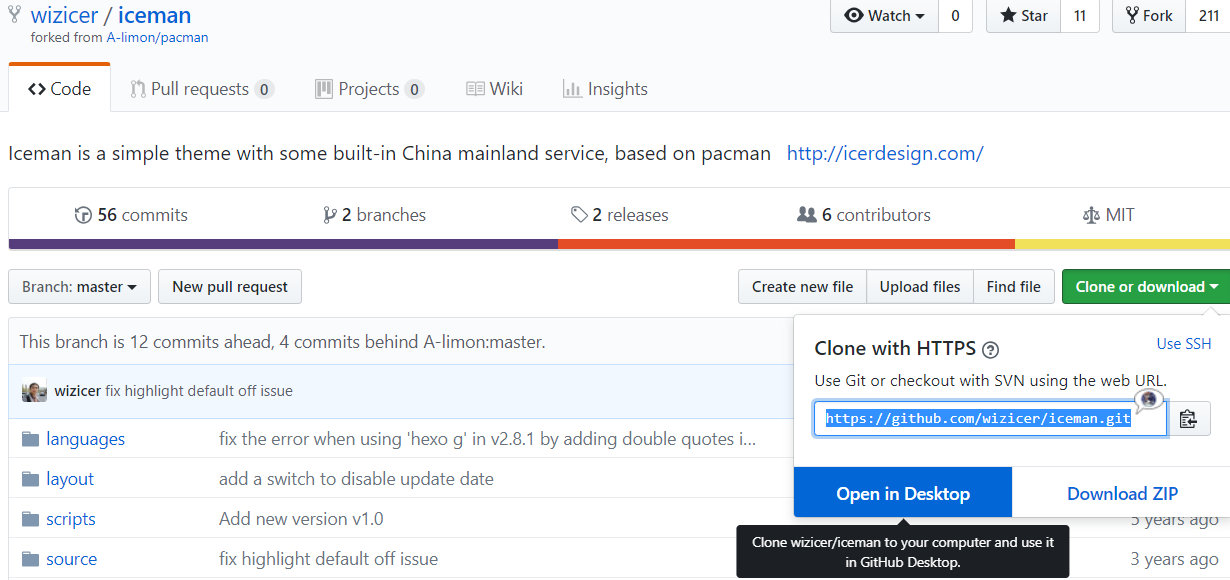 wizicer / iceman
forked from A-limon/pacman
Watch 0 Star 11 Fork 211
Code Pull requests 0 Projects 0 Wiki Insights
Iceman is a simple theme with some built-in China mainland service, based on pacman http://icerdesign.com/
56 commits 2 branches 2 releases 6 contributors MIT
Branch: master New pull request Create new file Upload files Find file Clone or download
This branch is 12 commits ahead, 4 commits behind A-limon:master.
Clone with HTTPS Use SSH
Use Git or checkout with SVN using the web URL.
https://github.com/wizicer/iceman.git
Open in Desktop Download ZIP
Clone wizicer/iceman to your computer and use it
in GitHub Desktop.
wizicer fix highlight default off issue
languages fix the error when using 'hexo g' in v2.8.1 by adding double quotes i...
layout add a switch to disable update date
scripts Add new version v1.0 5 years ago
source fix highlight default off issue 3 years ago